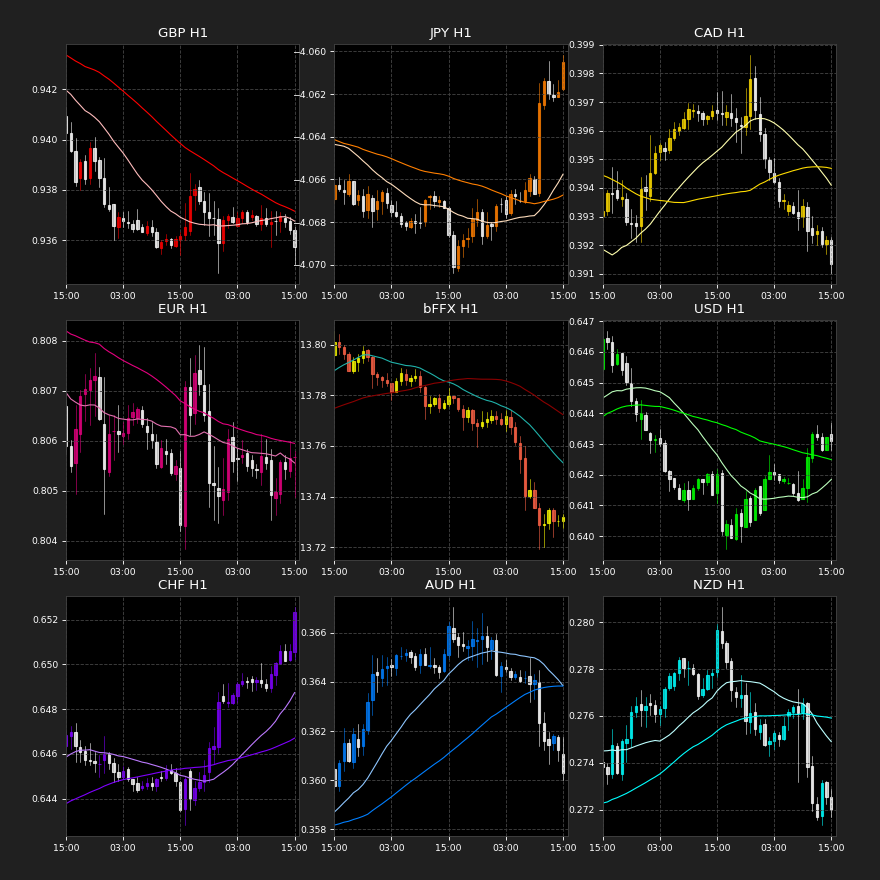 GBP H1
0.942
0.940
0.938
0.936
15:00 03:00 15:00 03:00 15:00
JPY H1
−4.060
−4.062
−4.064
−4.066
−4.068
−4.070
15:00 03:00 15:00 03:00 15:00
CAD H1
0.399
0.398
0.397
0.396
0.395
0.394
0.393
0.392
0.391
15:00 03:00 15:00 03:00 15:00
EUR H1
0.808
0.807
0.806
0.805
0.804
15:00 03:00 15:00 03:00 15:00
bFFX H1
13.80
13.78
13.76
13.74
13.72
15:00 03:00 15:00 03:00 15:00
USD H1
0.647
0.646
0.645
0.644
0.643
0.642
0.641
0.640
15:00 03:00 15:00 03:00 15:00
CHF H1
0.652
0.650
0.648
0.646
0.644
15:00 03:00 15:00 03:00 15:00
AUD H1
0.366
0.364
0.362
0.360
0.358
15:00 03:00 15:00 03:00 15:00
NZD H1
0.280
0.278
0.276
0.274
0.272
15:00 03:00 15:00 03:00 15:00